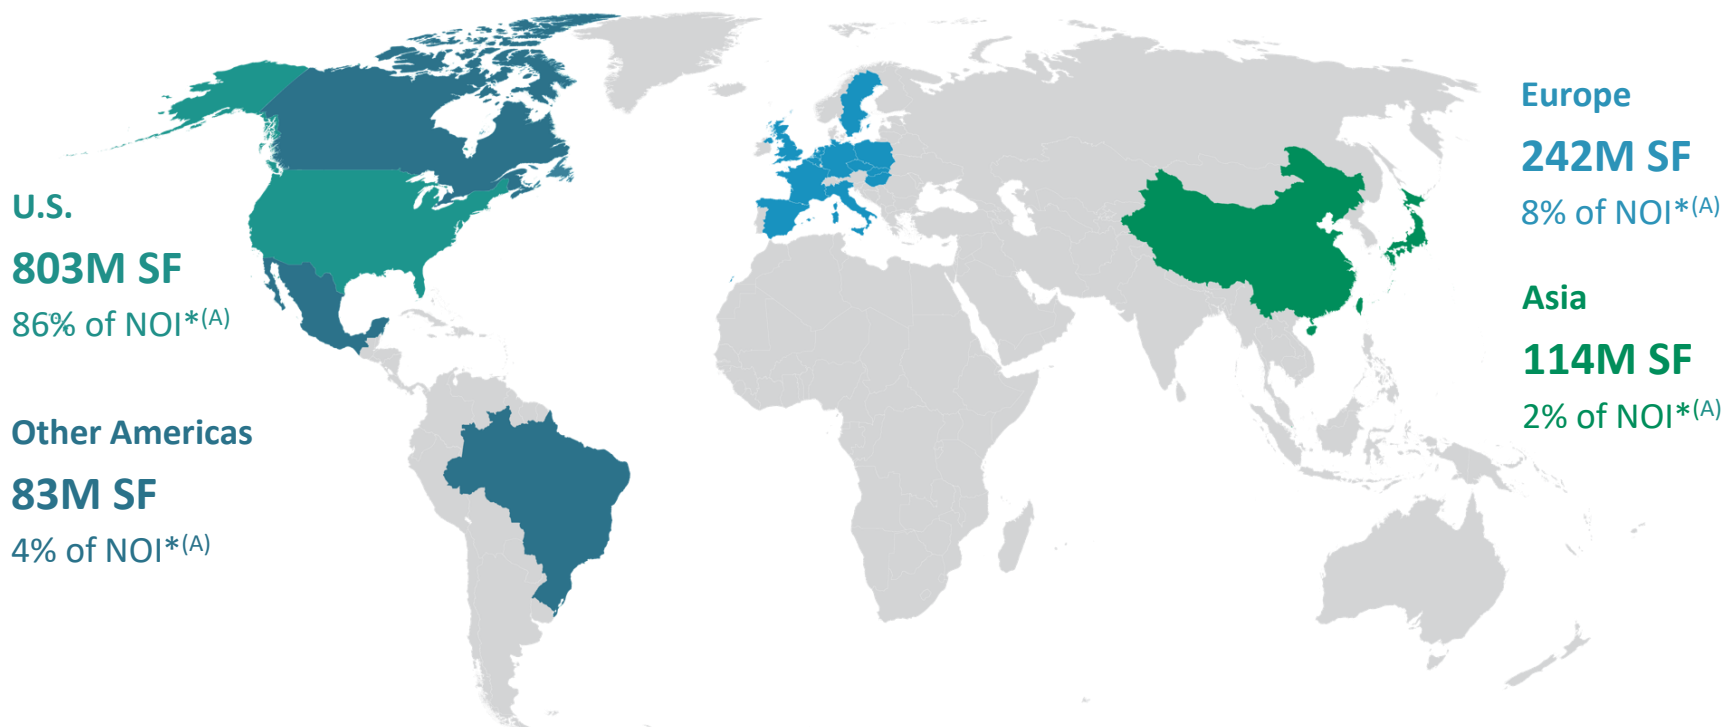 U.S.
803M SF
86% of NOI*(A)
Other Americas
83M SF
4% of NOI*(A)
Europe
242M SF
8% of NOI*(A)
Asia
114M SF
2% of NOI*(A)